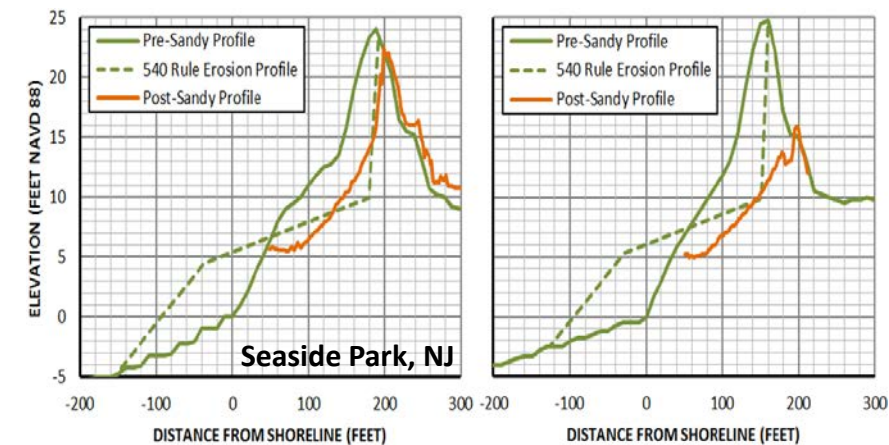 25
20
15
10
5
0
-5
ELEVATION (FEET NAVD 88)
Pre-Sandy Profile
540 Rule Erosion Profile
Post-Sandy Profile
Seaside Park, NJ
-200 -100 0 100 200 300
DISTANCE FROM SHORELINE (FEET)
Pre-Sandy Profile
540 Rule Erosion Profile
Post-Sandy Profile
-200 -100 0 100 200 300
DISTANCE FROM SHORELINE (FEET)